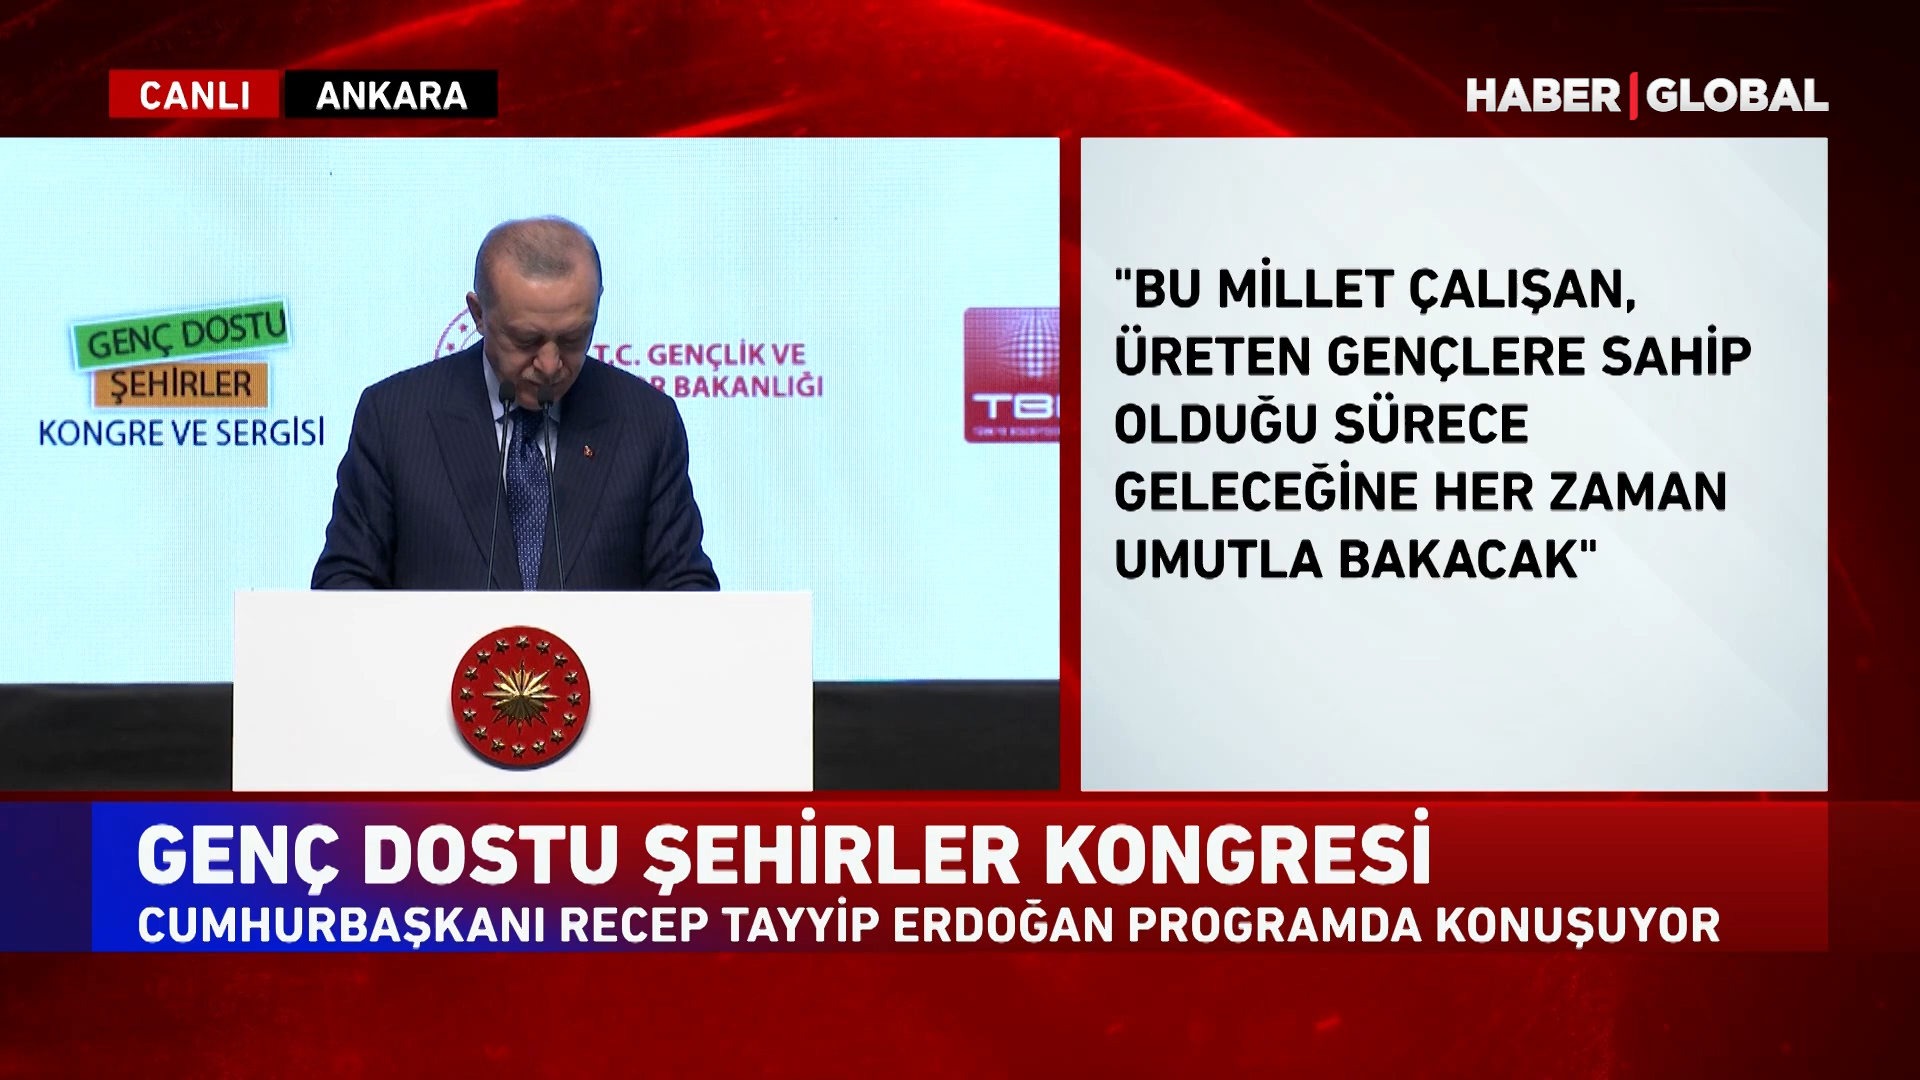 CANLI ANKARA
HABER GLOBAL
GENÇ DOSTU
ŞEHİRLER
KONGRE VE SERGİSİ
T.C. GENÇLİK VE
BAKANLIĞI
"BU MİLLET ÇALIŞAN,
ÜRETEN GENÇLERE SAHİP
OLDUĞU SÜRECE
GELECEĞİNE HER ZAMAN
UMUTLA BAKACAK"
GENÇ DOSTU ŞEHİRLER KONGRESİ
CUMHURBAŞKANI RECEP TAYYİP ERDOĞAN PROGRAMDA KONUŞUYOR